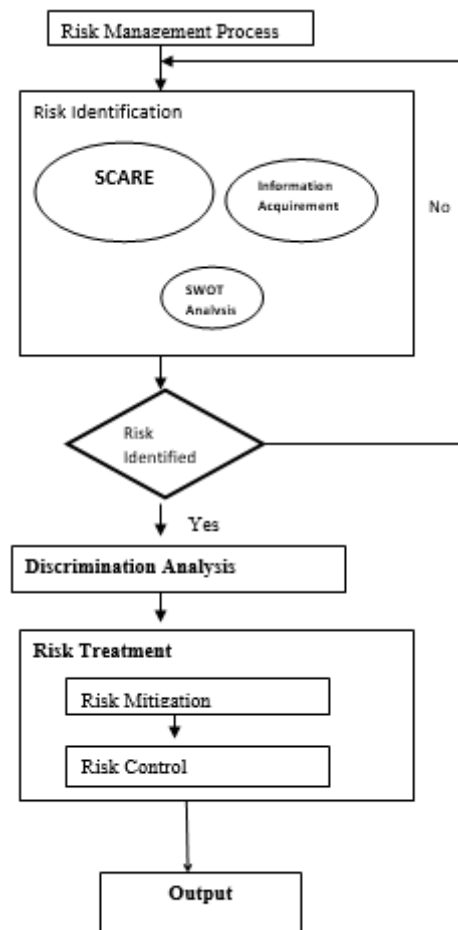 Risk Management Process
Risk Identification
SCARE
Information
Acquirement
No
SWOT
Analysis
Risk
Identified
Yes
Discrimination Analysis
Risk Treatment
Risk Mitigation
Risk Control
Output